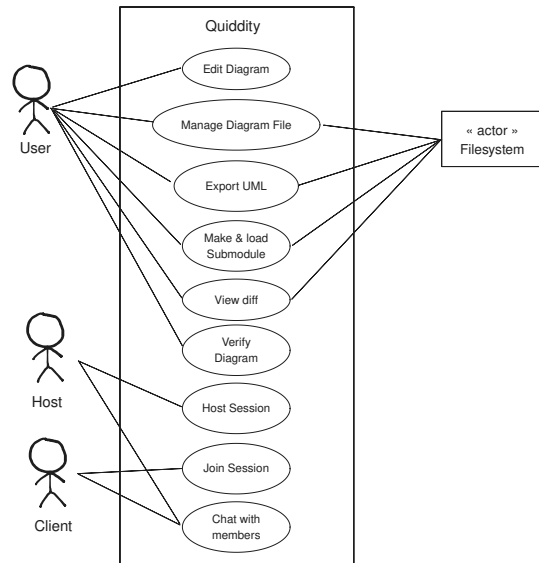 Quiddity
Edit Diagram
Manage Diagram File
User
« actor »
Filesystem
Export UML
Make & load
Submodule
View diff
Verify
Diagram
Host
Host Session
Join Session
Client
Chat with
members